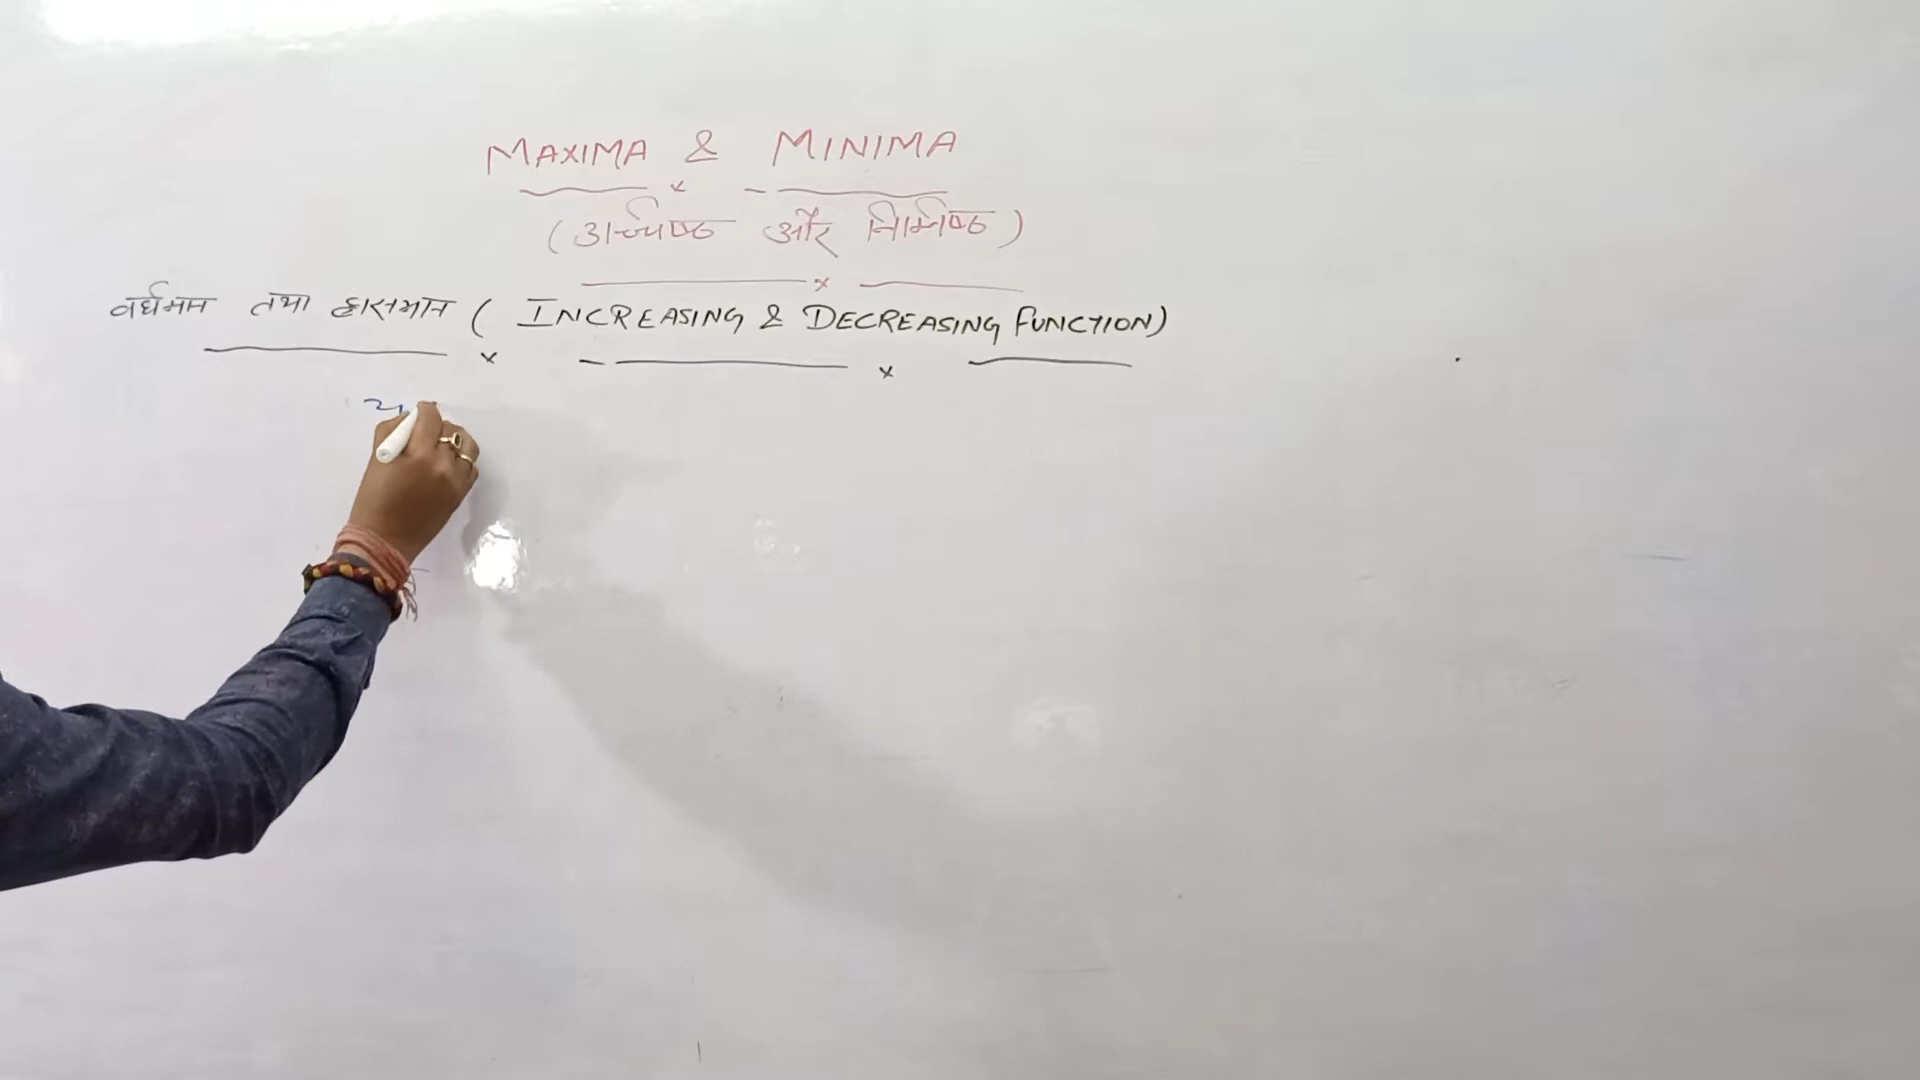 MAXIMA & MINIMA
(उच्चिष्ठ और निम्निष्ठ)
वर्धमान तथा ह्रासमान ( INCREASING & DECREASING FUNCTION)